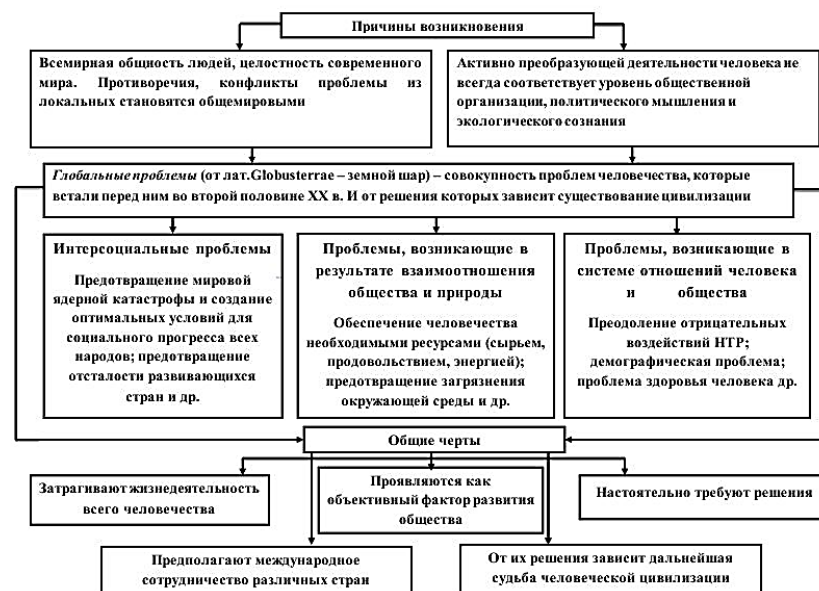 Причины возникновения
Всемирная общность людей, целостность современного
мира. Противоречия, конфликты проблемы из
локальных становятся общемировыми
Активно преобразующей деятельности человека не
всегда соответствует уровень общественной
организации, политического мышления и
экологического сознания
Глобальные проблемы (от лат.Globusterrae – земной шар) – совокупность проблем человечества, которые
встали перед ним во второй половине XX в. И от решения которых зависит существование цивилизации
Интерсоциальные проблемы
Предотвращение мировой
ядерной катастрофы и создание
оптимальных условий для
социального прогресса всех
народов; предотвращение
отсталости развивающихся
стран и др.
Проблемы, возникающие в
результате взаимоотношения
общества и природы
Обеспечение человечества
необходимыми ресурсами (сырьем,
продовольствием, энергией);
предотвращение загрязнения
окружающей среды и др.
Проблемы, возникающие в
системе отношений человека
и общества
Преодоление отрицательных
воздействий НТР;
демографическая проблема;
проблема здоровья человека др.
Общие черты
Затрагивают жизнедеятельность
всего человечества
Проявляются как
объективный фактор развития
общества
Настоятельно требуют решения
Предполагают международное
сотрудничество различных стран
От их решения зависит дальнейшая
судьба человеческой цивилизации